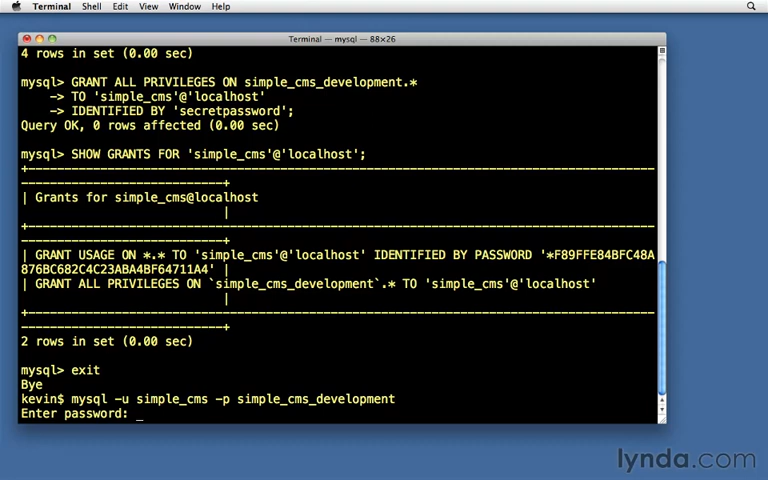 Terminal Shell Edit View Window Help
Terminal — mysql — 88×26
4 rows in set (0.00 sec)
mysql> GRANT ALL PRIVILEGES ON simple_cms_development.*
    -> TO 'simple_cms'@'localhost'
    -> IDENTIFIED BY 'secretpassword';
Query OK, 0 rows affected (0.00 sec)
mysql> SHOW GRANTS FOR 'simple_cms'@'localhost';
+---------------------------------------------------------------------------------------
----------------------------+
| Grants for simple_cms@localhost
                            |
+---------------------------------------------------------------------------------------
----------------------------+
| GRANT USAGE ON *.* TO 'simple_cms'@'localhost' IDENTIFIED BY PASSWORD '*F89FFE84BFC48A
876BC682C4C23ABA4BF64711A4' |
| GRANT ALL PRIVILEGES ON `simple_cms_development`.* TO 'simple_cms'@'localhost'
                            |
+---------------------------------------------------------------------------------------
----------------------------+
2 rows in set (0.00 sec)
mysql> exit
Bye
kevin$ mysql -u simple_cms -p simple_cms_development
Enter password: _
lynda.com